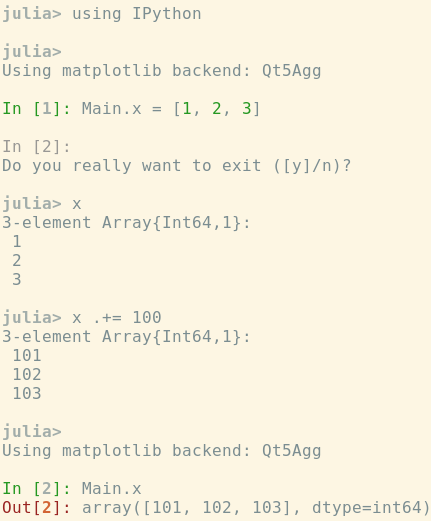 julia> using IPython
julia>
Using matplotlib backend: Qt5Agg
In [1]: Main.x = [1, 2, 3]
In [2]:
Do you really want to exit ([y]/n)?
julia> x
3-element Array{Int64,1}:
1
2
3
julia> x .+= 100
3-element Array{Int64,1}:
101
102
103
julia>
Using matplotlib backend: Qt5Agg
In [2]: Main.x
Out[2]: array([101, 102, 103], dtype=int64)